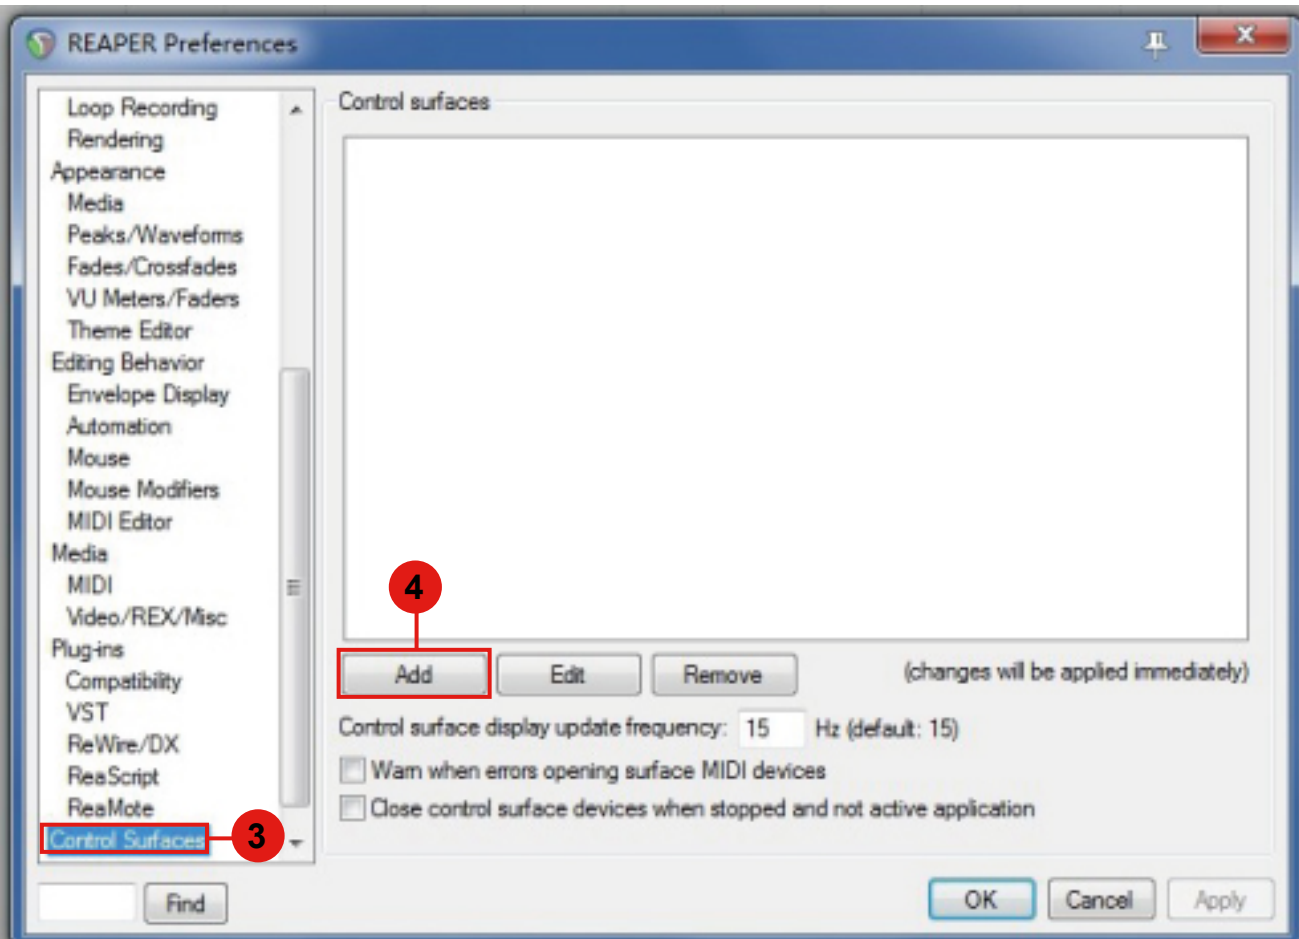 REAPER Preferences
Loop Recording
Rendering
Appearance
Media
Peaks/Waveforms
Fades/Crossfades
VU Meters/Faders
Theme Editor
Editing Behavior
Envelope Display
Automation
Mouse
Mouse Modifiers
MIDI Editor
Media
MIDI
Video/REX/Misc
Plug-ins
Compatibility
VST
ReWire/DX
ReaScript
ReaMote
Control Surfaces
3
Find
Control surfaces
4
Add Edit Remove (changes will be applied immediately)
Control surface display update frequency: 15 Hz (default: 15)
Warn when errors opening surface MIDI devices
Close control surface devices when stopped and not active application
OK Cancel Apply